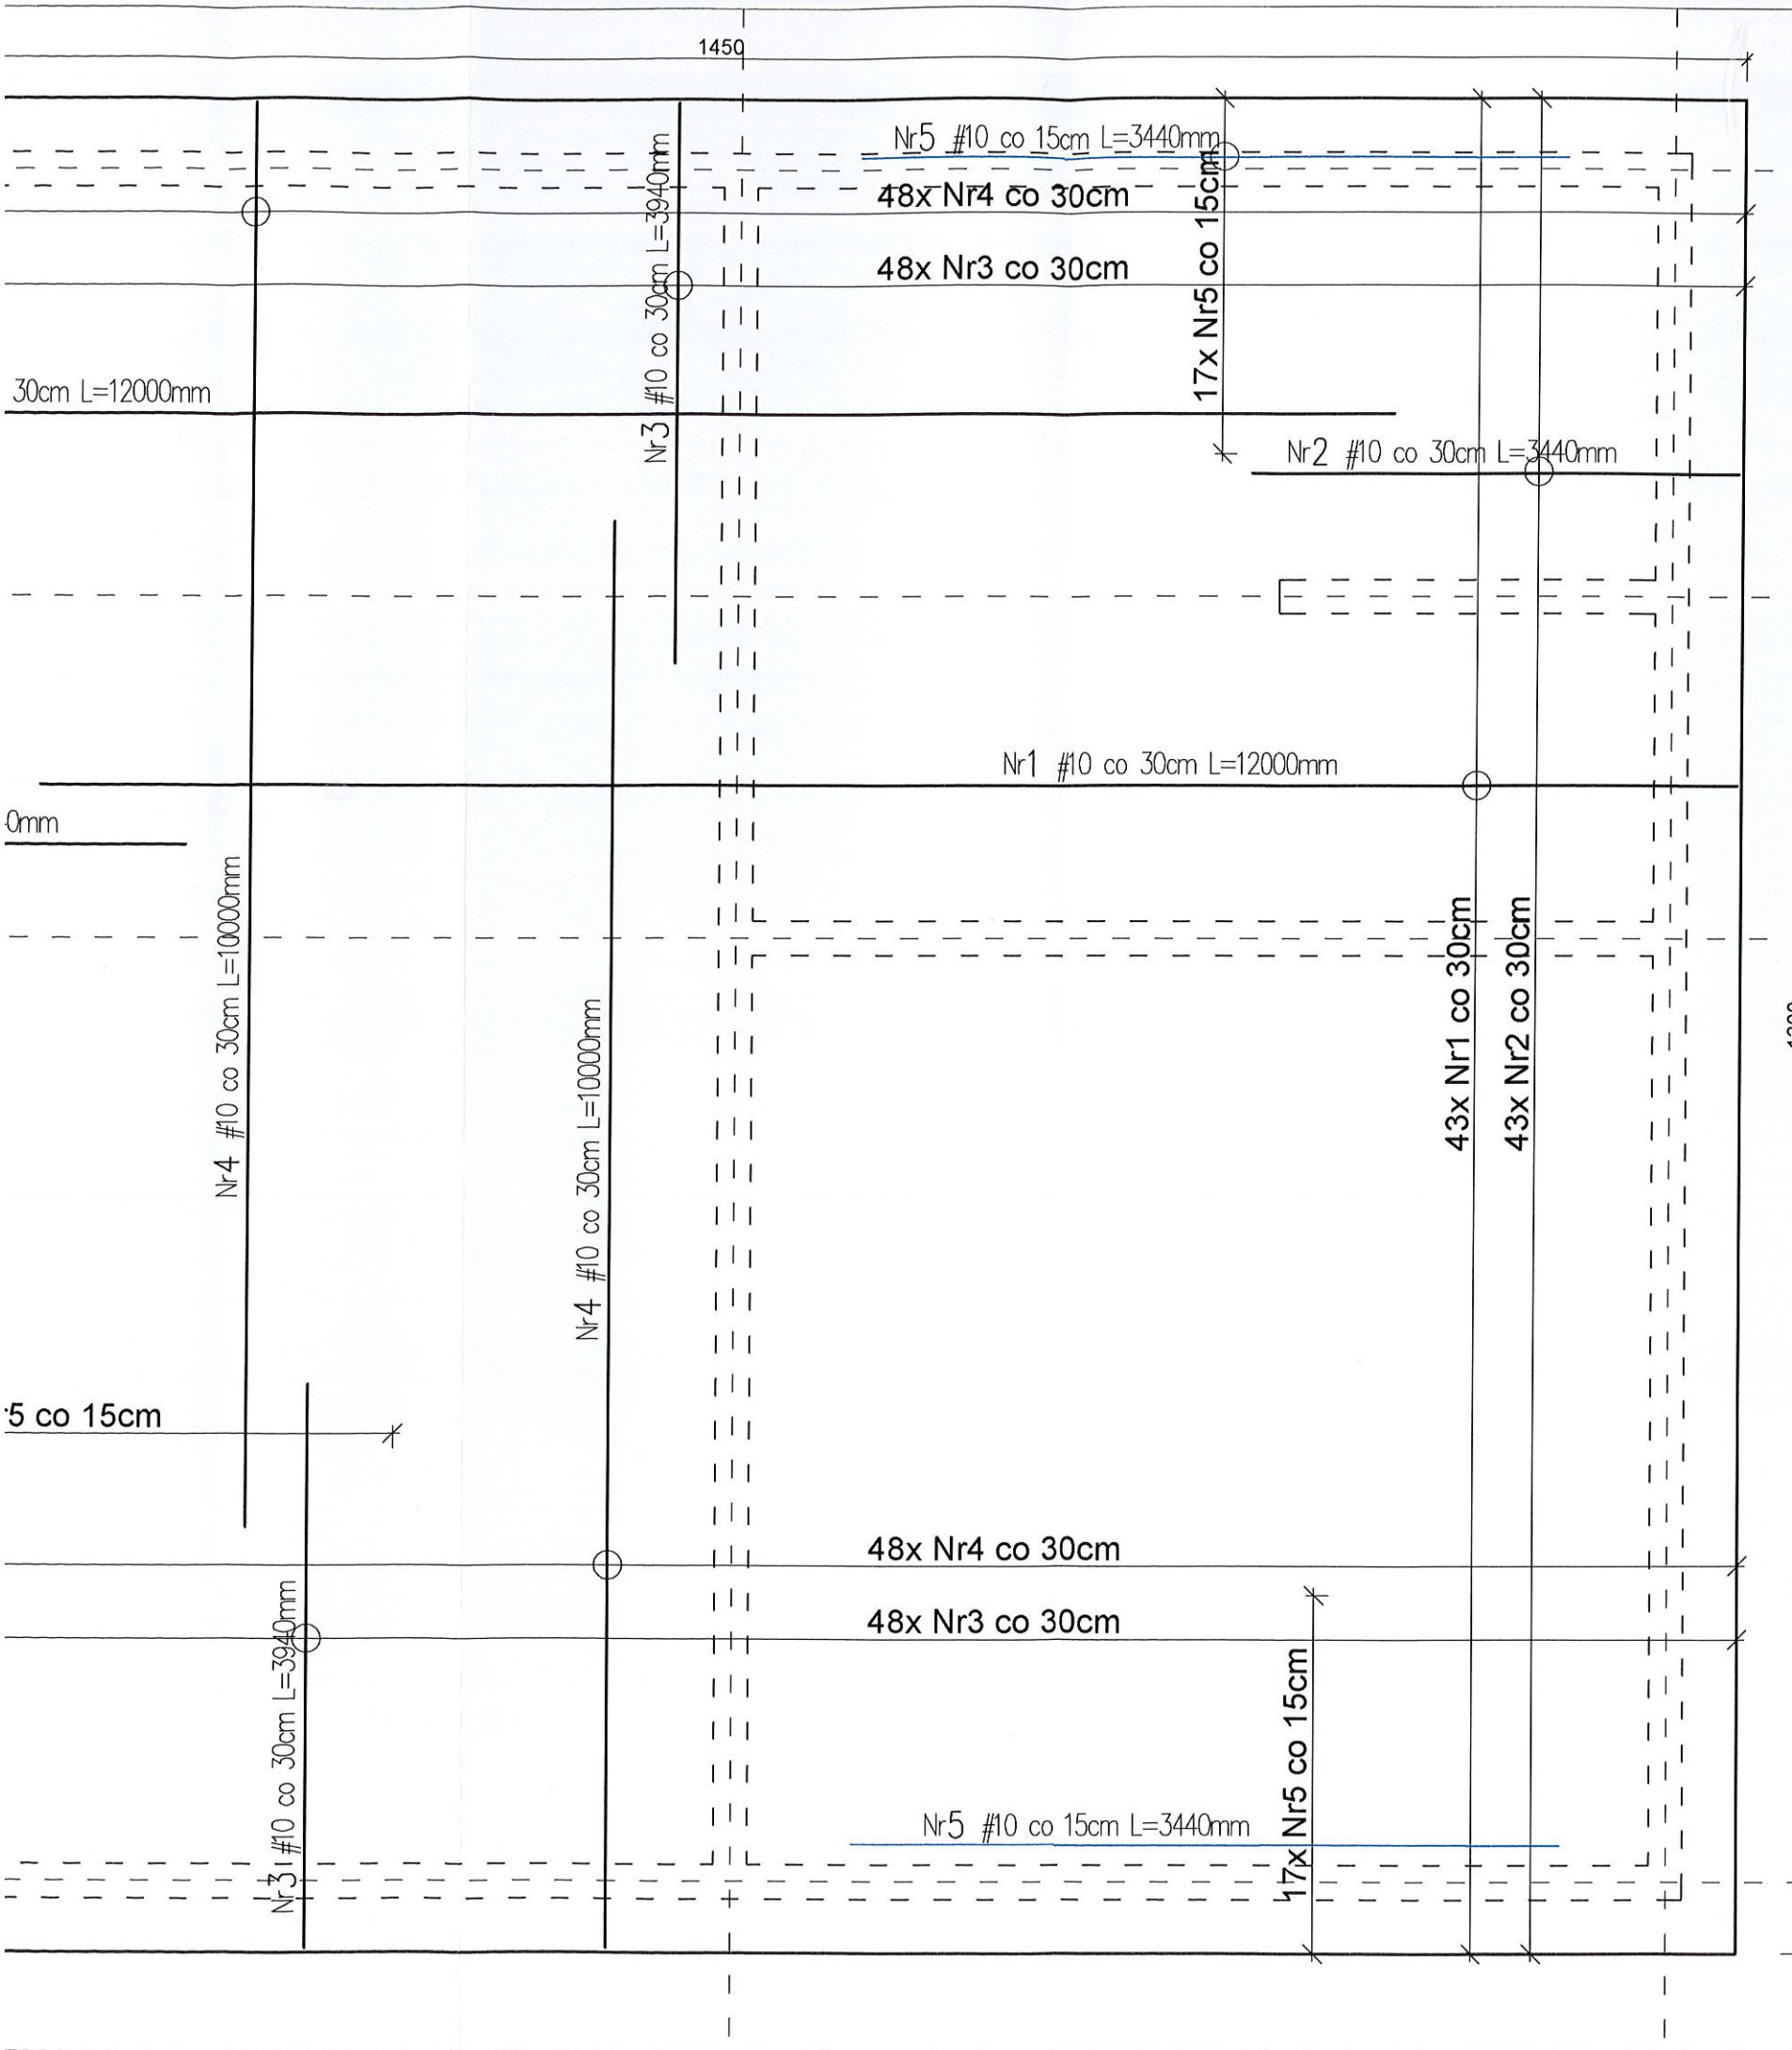 1450
Nr5 #10 co 15cm L=3440mm
48x Nr4 co 30cm
48x Nr3 co 30cm
17x Nr5 co 15cm
Nr3 #10 co 30cm L=3940mm
30cm L=12000mm
Nr2 #10 co 30cm L=3440mm
Nr1 #10 co 30cm L=12000mm
0mm
Nr4 #10 co 30cm L=10000mm
Nr4 #10 co 30cm L=10000mm
43x Nr1 co 30cm
43x Nr2 co 30cm
5 co 15cm
48x Nr4 co 30cm
48x Nr3 co 30cm
Nr3 #10 co 30cm L=3940mm
17x Nr5 co 15cm
Nr5 #10 co 15cm L=3440mm